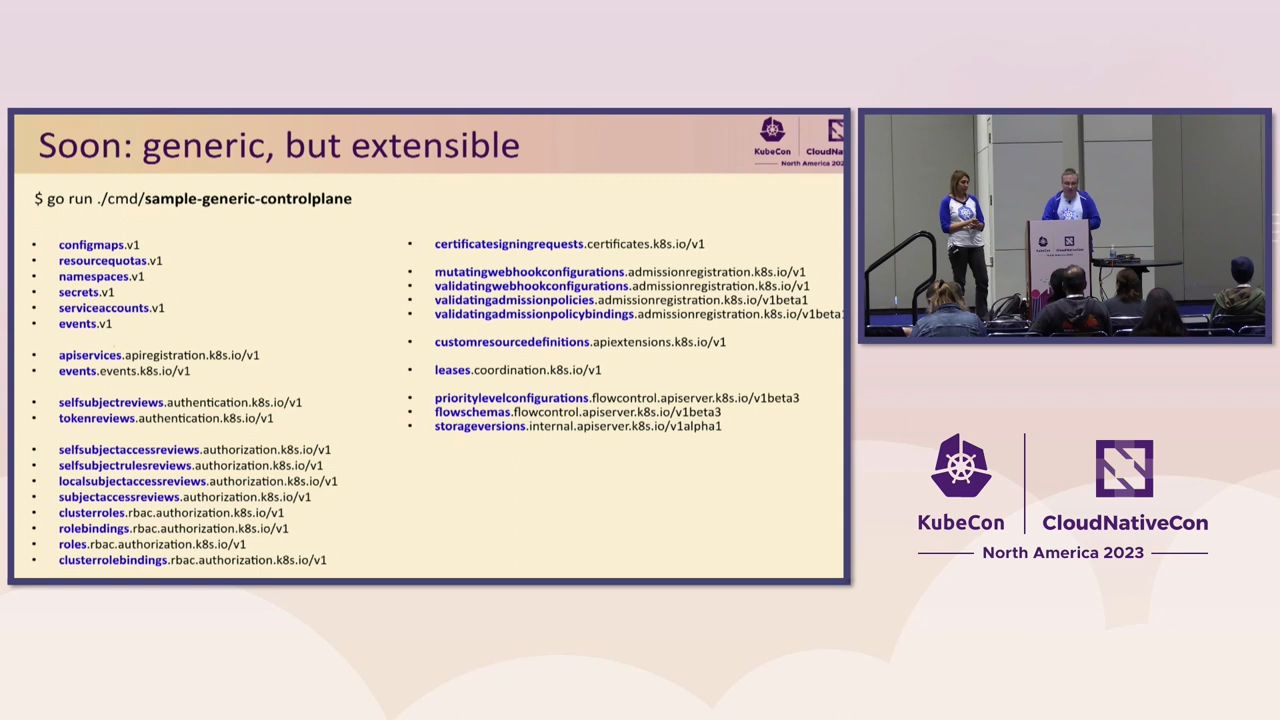 Soon: generic, but extensible
KubeCon
CloudNat
North America 202
$ go run ./cmd/sample-generic-controlplane
• configmaps.v1
• resourcequotas.v1
• namespaces.v1
• secrets.v1
• serviceaccounts.v1
• events.v1
• apiservices.apiregistration.k8s.io/v1
• events.events.k8s.io/v1
• selfsubjectreviews.authentication.k8s.io/v1
• tokenreviews.authentication.k8s.io/v1
• selfsubjectaccessreviews.authorization.k8s.io/v1
• selfsubjectrulesreviews.authorization.k8s.io/v1
• localsubjectaccessreviews.authorization.k8s.io/v1
• subjectaccessreviews.authorization.k8s.io/v1
• clusterroles.rbac.authorization.k8s.io/v1
• rolebindings.rbac.authorization.k8s.io/v1
• roles.rbac.authorization.k8s.io/v1
• clusterrolebindings.rbac.authorization.k8s.io/v1
• certificatesigningrequests.certificates.k8s.io/v1
• mutatingwebhookconfigurations.admissionregistration.k8s.io/v1
• validatingwebhookconfigurations.admissionregistration.k8s.io/v1
• validatingadmissionpolicies.admissionregistration.k8s.io/v1beta1
• validatingadmissionpolicybindings.admissionregistration.k8s.io/v1beta1
• customresourcedefinitions.apiextensions.k8s.io/v1
• leases.coordination.k8s.io/v1
• prioritylevelconfigurations.flowcontrol.apiserver.k8s.io/v1beta3
• flowschemas.flowcontrol.apiserver.k8s.io/v1beta3
• storageversions.internal.apiserver.k8s.io/v1alpha1
KubeCon
CloudNativeCon
North America 2023